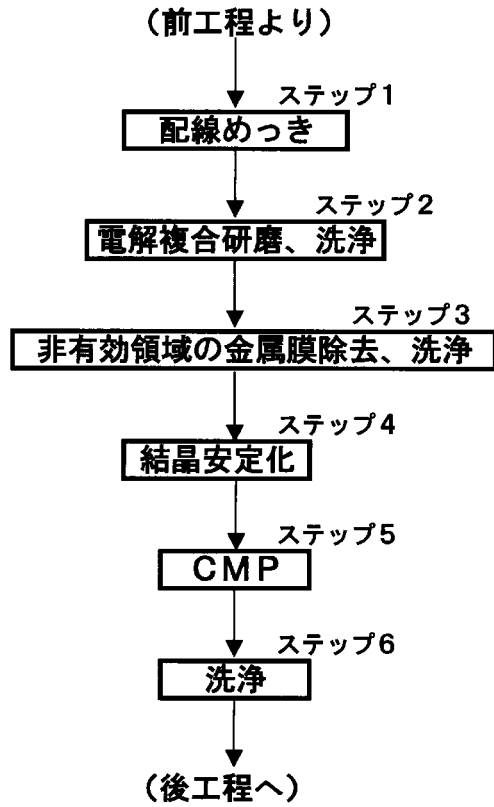 (前工程より)
ステップ1
配線めっき
ステップ2
電解複合研磨、洗浄
ステップ3
非有効領域の金属膜除去、洗浄
ステップ4
結晶安定化
ステップ5
CMP
ステップ6
洗浄
(後工程へ)